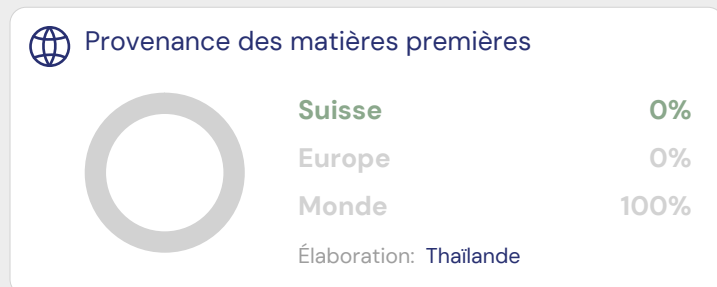 Provenance des matières premières
Suisse 0%
Europe 0%
Monde 100%
Élaboration: Thaïlande